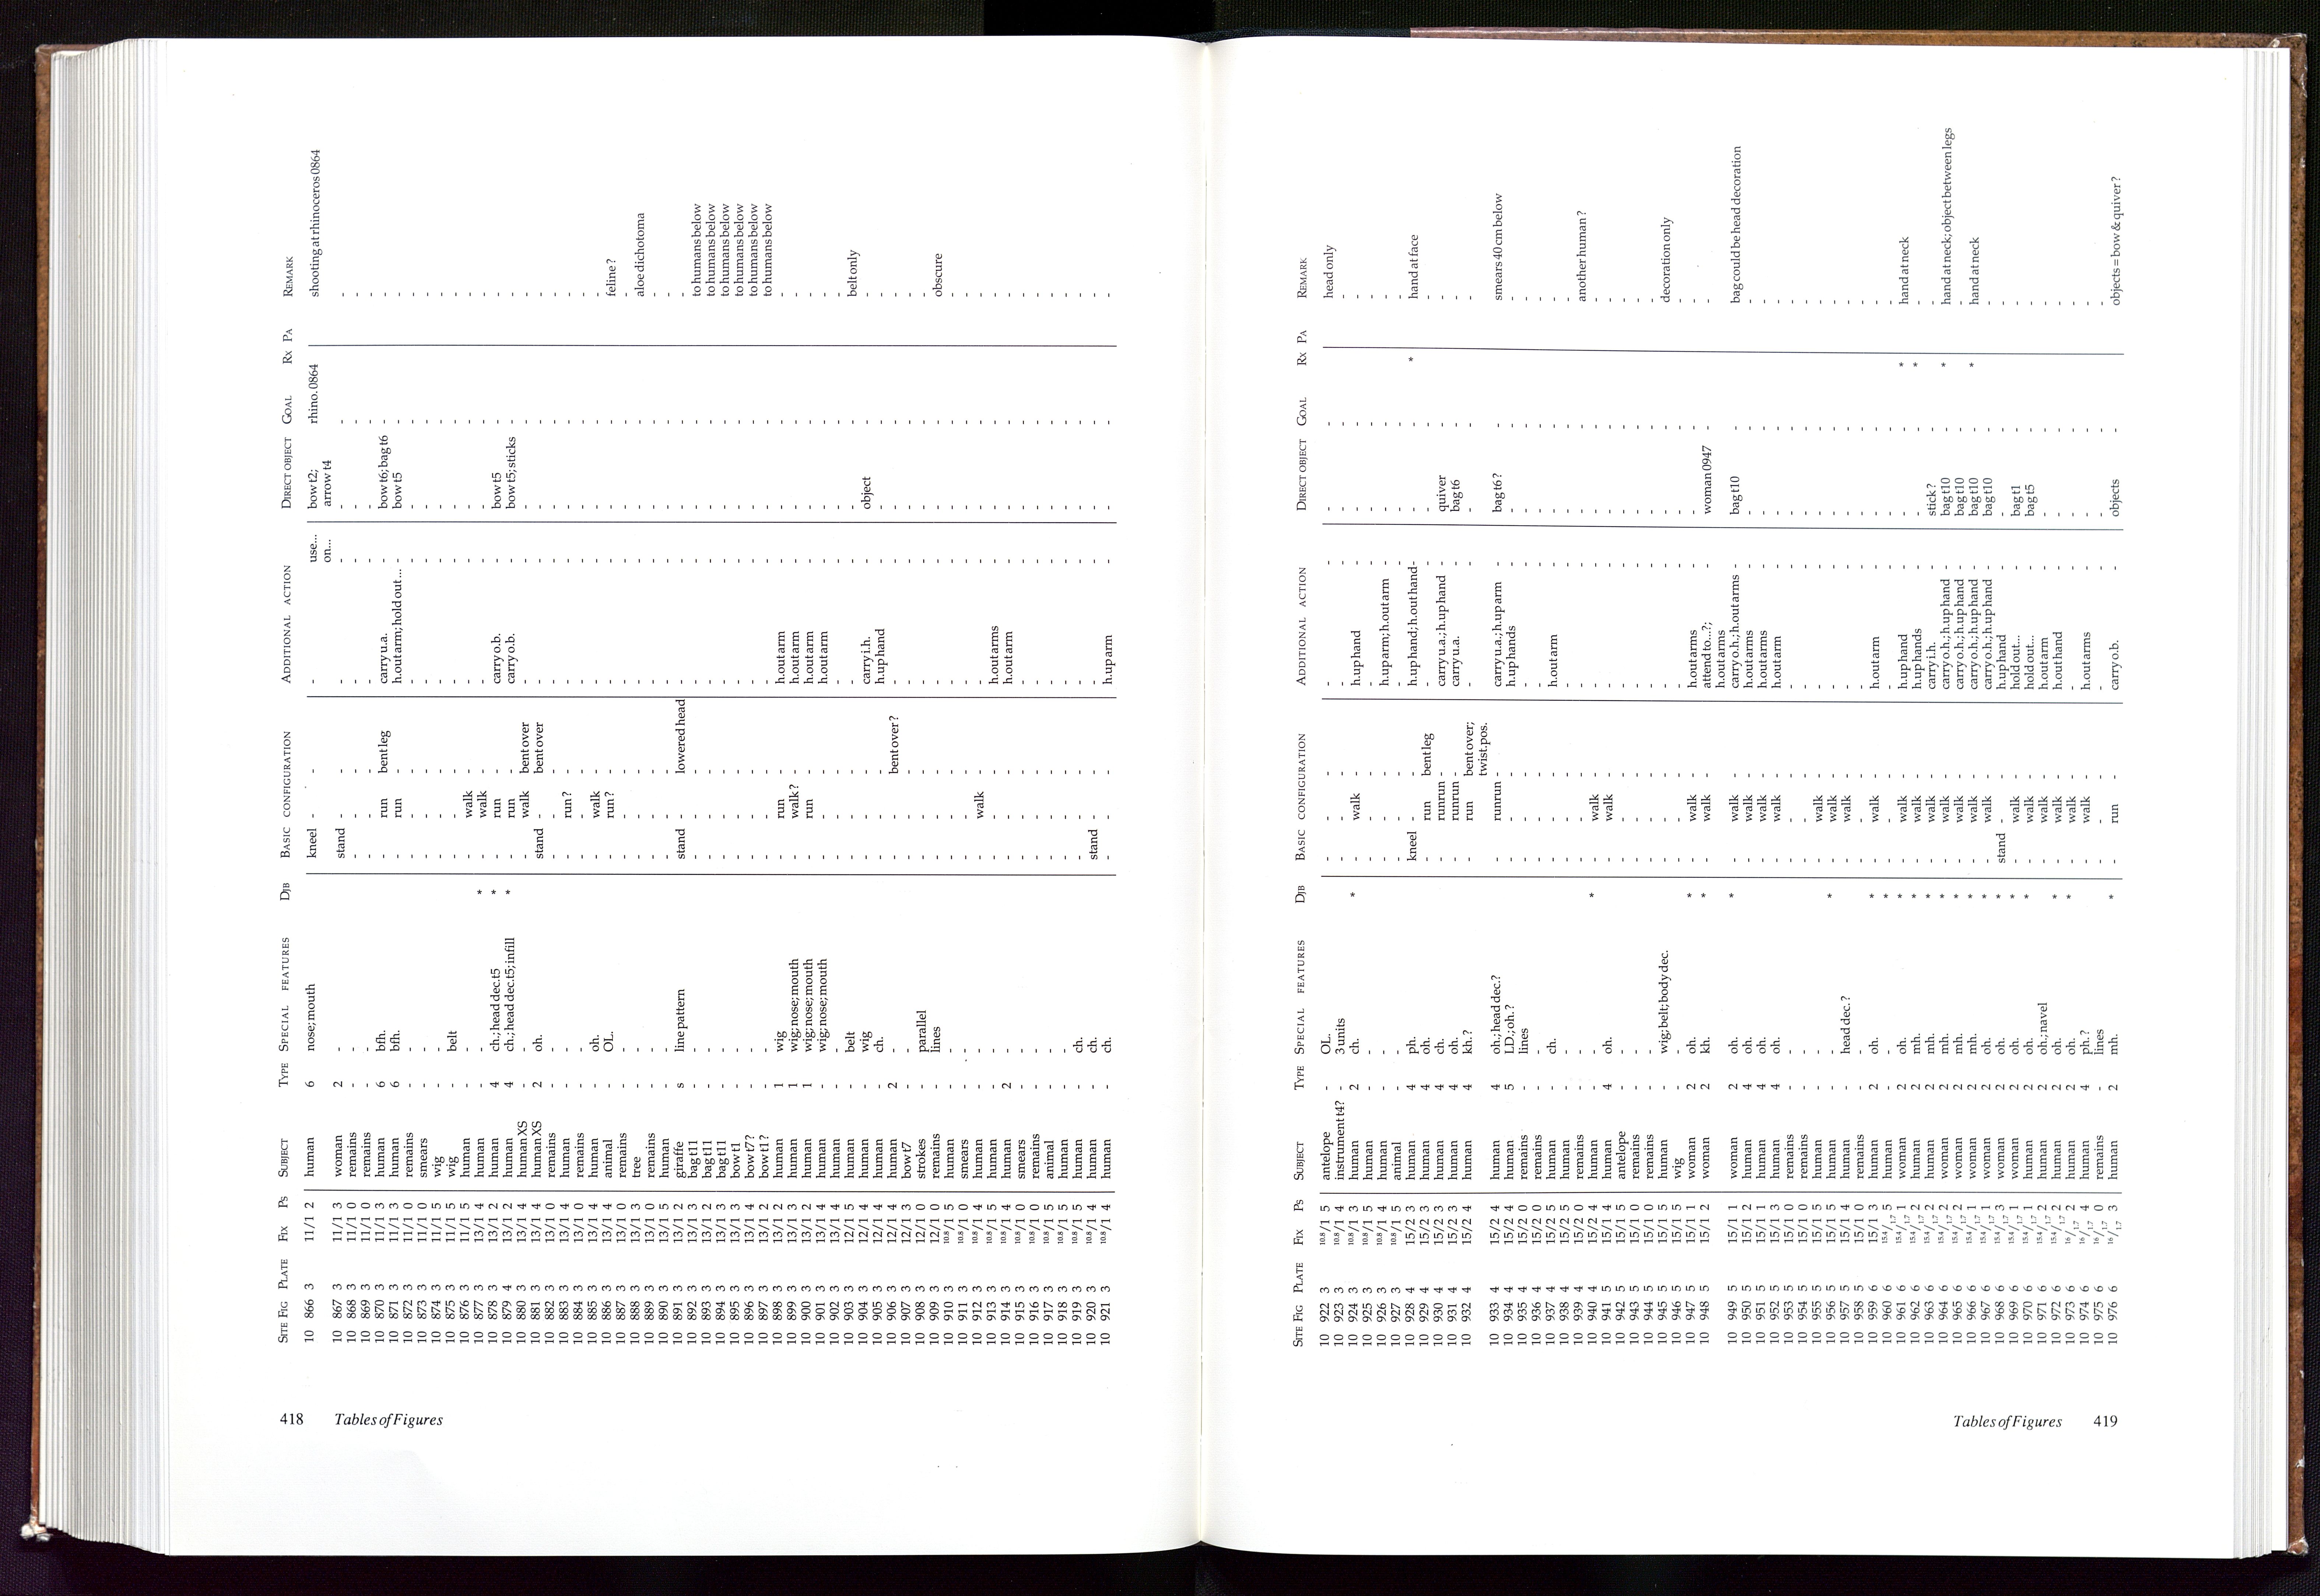 418 Tables of Figures
SITE FIG PLATE FIX PS SUBJECT TYPE SPECIAL FEATURES DJB BASIC CONFIGURATION ADDITIONAL ACTION DIRECT OBJECT GOAL RX PA REMARK
10 866 3 11/1 2 human 6 nose; mouth kneel - - - use... bow t2; rhino.0864 shooting at rhinoceros 0864
on... arrow t4
10 867 3 11/1 3 woman 2 - stand - - - - - - -
10 868 3 11/1 0 remains - - - - - - - - - -
10 869 3 11/1 0 remains - - - - - - - - - -
10 870 3 11/1 3 human 6 bfh. - run bent leg carry u.a. - bow t6; bag t6 - -
10 871 3 11/1 3 human 6 bfh. - run - h.out arm; hold out... - bow t5 - -
10 872 3 11/1 0 remains - - - - - - - - - -
10 873 3 11/1 0 smears - - - - - - - - - -
10 874 3 11/1 5 wig - - - - - - - - - -
10 875 3 11/1 5 wig - belt - - - - - - - -
10 876 3 11/1 5 human - - - walk - - - - - -
10 877 3 13/1 4 human - - * - walk - - - - - -
10 878 3 13/1 2 human 4 ch.; head dec.t5 * - run - carry o.b. - bow t5 - -
10 879 4 13/1 2 human 4 ch.; head dec.t5; infill * - run - carry o.b. - bow t5; sticks - -
10 880 3 13/1 4 human XS - - - walk bent over - - - - -
10 881 3 13/1 4 human XS 2 oh. stand - bent over - - - - -
10 882 3 13/1 0 remains - - - - - - - - - -
10 883 3 13/1 4 human - - - run? - - - - - -
10 884 3 13/1 0 remains - - - - - - - - - -
10 885 3 13/1 4 human - oh. - walk - - - - - -
10 886 3 13/1 4 animal - OL. - run? - - - - - feline?
10 887 3 13/1 0 remains - - - - - - - - - -
10 888 3 13/1 3 tree - - - - - - - - - aloe dichotoma
10 889 3 13/1 0 remains - - - - - - - - - -
10 890 3 13/1 5 human - - - - - - - - - -
10 891 3 13/1 2 giraffe s line pattern stand - lowered head - - - - -
10 892 3 13/1 3 bag t11 - - - - - - - - - to humans below
10 893 3 13/1 2 bag t11 - - - - - - - - - to humans below
10 894 3 13/1 3 bag t11 - - - - - - - - - to humans below
10 895 3 13/1 3 bow t1 - - - - - - - - - to humans below
10 896 3 13/1 4 bow t7? - - - - - - - - - to humans below
10 897 3 13/1 2 bow t1? - - - - - - - - - to humans below
10 898 3 13/1 2 human 1 wig - run - h.out arm - - - -
10 899 3 13/1 3 human 1 wig; nose; mouth - walk? - h.out arm - - - -
10 900 3 13/1 2 human 1 wig; nose; mouth - run - h.out arm - - - -
10 901 3 13/1 4 human - wig; nose; mouth - - - h.out arm - - - -
10 902 3 13/1 4 human - - - - - - - - - -
10 903 3 12/1 5 human - belt - - - - - - - belt only
10 904 3 12/1 4 human - wig - - - carry i.h. - object - -
10 905 3 12/1 4 human - ch. - - - h.up hand - - - -
10 906 3 12/1 4 human 2 - - - bent over? - - - - -
10 907 3 12/1 3 bow t7 - - - - - - - - - -
10 908 3 12/1 0 strokes - parallel - - - - - - - -
10 909 3 12/1 0 remains - lines - - - - - - - obscure
10 910 3 10.8/1 5 human - - - - - - - - - -
10 911 3 10.8/1 0 smears - - - - - - - - - -
10 912 3 10.8/1 4 human - - - walk - - - - - -
10 913 3 10.8/1 5 human - - - - - h.out arms - - - -
10 914 3 10.8/1 4 human 2 - - - - h.out arm - - - -
10 915 3 10.8/1 0 smears - - - - - - - - - -
10 916 3 10.8/1 0 remains - - - - - - - - - -
10 917 3 10.8/1 5 animal - - - - - - - - - -
10 918 3 10.8/1 5 human - - - - - - - - - -
10 919 3 10.8/1 5 human - ch. - - - - - - - -
10 920 3 10.8/1 4 human - ch. stand - - - - - - -
10 921 3 10.8/1 4 human - ch. - - - h.up arm - - - -
Tables of Figures 419
SITE FIG PLATE FIX PS SUBJECT TYPE SPECIAL FEATURES DJB BASIC CONFIGURATION ADDITIONAL ACTION DIRECT OBJECT GOAL RX PA REMARK
10 922 3 10.8/1 5 antelope - OL. - - - - - - - head only
10 923 3 10.8/1 4 instrument t4? - 3 units - - - - - - - -
10 924 3 10.8/1 3 human 2 ch. * - walk - h.up hand - - - -
10 925 3 10.8/1 5 human - - - - - - - - - -
10 926 3 10.8/1 4 human - - - - - h.up arm; h.out arm - - - -
10 927 3 10.8/1 5 animal - - - - - - - - - -
10 928 4 15/2 3 human 4 ph. kneel - - h.up hand; h.out hand - - - * hand at face
10 929 4 15/2 3 human 4 oh. - run bent leg - - - - -
10 930 4 15/2 3 human 4 ch. - runrun - carry u.a.; h.up hand - quiver - -
10 931 4 15/2 3 human 4 oh. - runrun - carry u.a. - bag t6 - -
10 932 4 15/2 4 human 4 kh.? - run bent over; - - - - -
twist.pos.
10 933 4 15/2 4 human 4 oh.; head dec.? - runrun - carry u.a.; h.up arm - bag t6? - smears 40 cm below
10 934 4 15/2 4 human 5 LD.; oh.? - - - h.up hands - - - -
10 935 4 15/2 0 remains - lines - - - - - - - -
10 936 4 15/2 0 remains - - - - - - - - - -
10 937 4 15/2 5 human - ch. - - - h.out arm - - - -
10 938 4 15/2 5 human - - - - - - - - - -
10 939 4 15/2 0 remains - - - - - - - - - another human?
10 940 4 15/2 4 human - - * - walk - - - - - -
10 941 5 15/1 4 human 4 oh. - walk - - - - - -
10 942 5 15/1 5 antelope - - - - - - - - - -
10 943 5 15/1 0 remains - - - - - - - - - -
10 944 5 15/1 0 remains - - - - - - - - - -
10 945 5 15/1 5 human - wig; belt; body dec. - - - - - - - decoration only
10 946 5 15/1 5 wig - - - - - - - - - -
10 947 5 15/1 1 woman 2 oh. * - walk - h.out arms - - - -
10 948 5 15/1 2 woman 2 kh. * - walk - attend to...?; - woman 0947 - -
h.out arms
10 949 5 15/1 1 woman 2 oh. * - walk - carry o.h.; h.out arms - bag t10 - bag could be head decoration
10 950 5 15/1 2 human 4 oh. - walk - h.out arms - - - -
10 951 5 15/1 1 human 4 oh. - walk - h.out arms - - - -
10 952 5 15/1 3 human 4 oh. - walk - h.out arm - - - -
10 953 5 15/1 0 remains - - - - - - - - - -
10 954 5 15/1 0 remains - - - - - - - - - -
10 955 5 15/1 5 human - - - walk - - - - - -
10 956 5 15/1 5 human - - * - walk - - - - - -
10 957 5 15/1 4 human - head dec.? - walk - - - - - -
10 958 5 15/1 0 remains - - - - - - - - - -
10 959 6 15/1 3 human 2 oh. * - walk - h.out arm - - - -
10 960 6 15.4/1.7 5 human - - * - - - - - - - -
10 961 6 15.4/1.7 1 woman 2 oh. * - walk - h.up hand - - - * hand at neck
10 962 6 15.4/1.7 2 human 2 mh. * - walk - h.up hands - - - * -
10 963 6 15.4/1.7 2 human 2 mh. * - walk - carry i.h. - stick? - -
10 964 6 15.4/1.7 2 woman 2 mh. * - walk - carry o.h.; h.up hand - bag t10 - * hand at neck; object between legs
10 965 6 15.4/1.7 2 woman 2 mh. * - walk - carry o.h.; h.up hand - bag t10 - -
10 966 6 15.4/1.7 1 woman 2 mh. * - walk - carry o.h.; h.up hand - bag t10 - * hand at neck
10 967 6 15.4/1.7 1 woman 2 oh. * - walk - carry o.h.; h.up hand - bag t10 - -
10 968 6 15.4/1.7 3 woman 2 oh. * stand - - h.up hand - - - -
10 969 6 15.4/1.7 1 woman 2 oh. * - walk - hold out... - bag t1 - -
10 970 6 15.4/1.7 1 human 2 oh. * - walk - hold out... - bag t5 - -
10 971 6 15.4/1.7 2 human 2 oh.; navel - walk - h.out arm - - - -
10 972 6 15.4/1.7 2 human 2 oh. * - walk - h.out hand - - - -
10 973 6 16/1.7 2 human 2 oh. * - walk - - - - - -
10 974 6 16/1.7 4 human 4 ph.? - walk - h.out arms - - - -
10 975 6 16/1.7 0 remains - lines - - - - - - - -
10 976 6 16/1.7 3 human 2 mh. * - run - carry o.b. - objects - objects = bow & quiver?